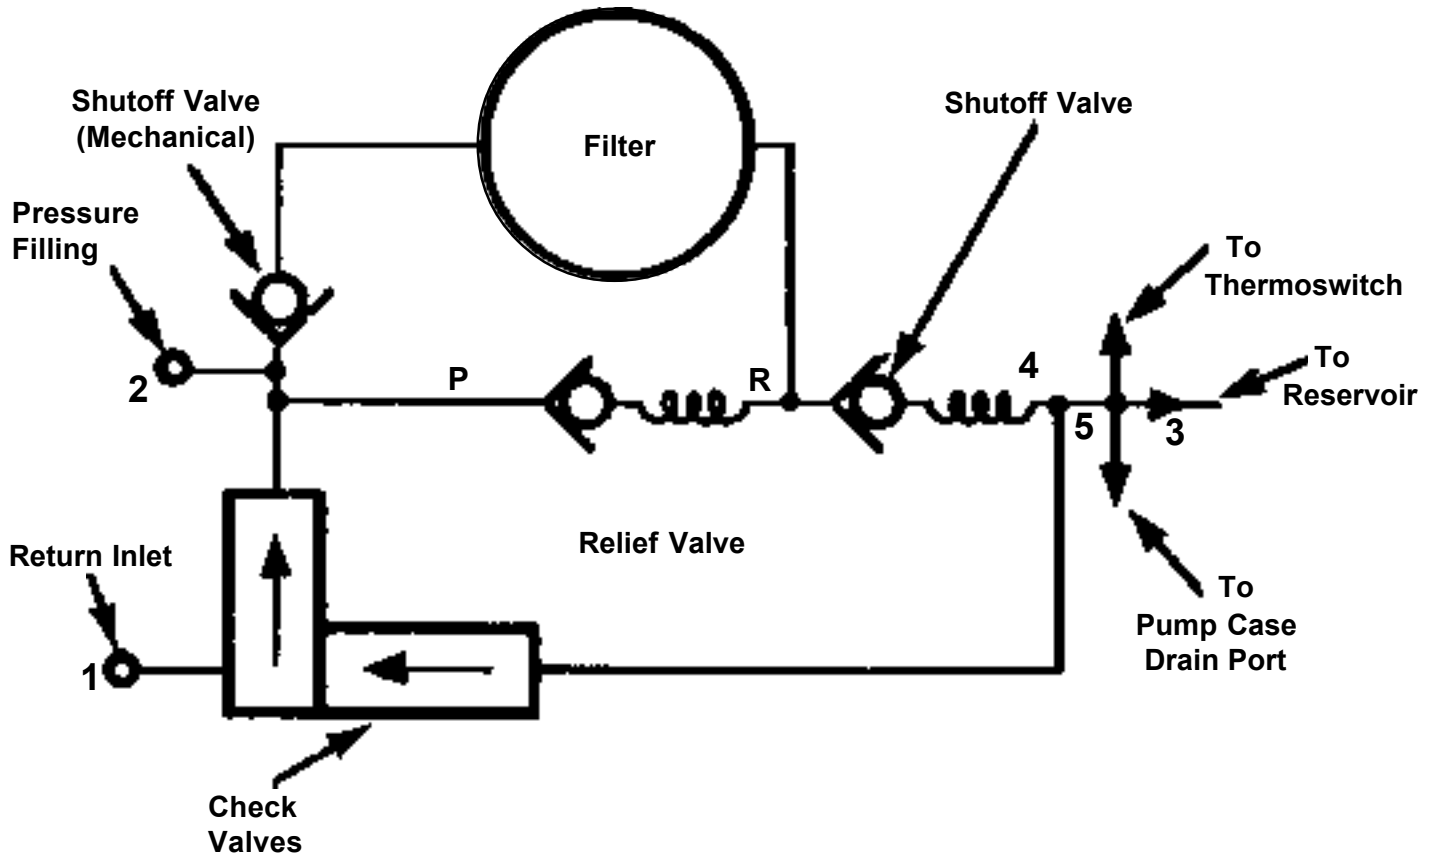 Shutoff Valve
(Mechanical)
Filter
Shutoff Valve
Pressure
Filling
To
Thermoswitch
2
P
R
4
To
Reservoir
5
3
Return Inlet
Relief Valve
1
To
Pump Case
Drain Port
Check
Valves